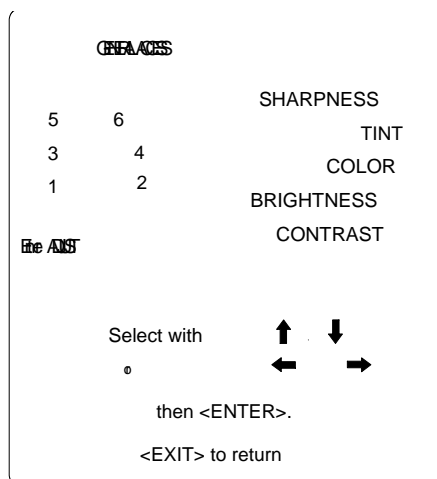 SHARPNESS
5 6
TINT
3 4
COLOR
1 2
BRIGHTNESS
CONTRAST
Select with
then <ENTER>.
<EXIT> to return